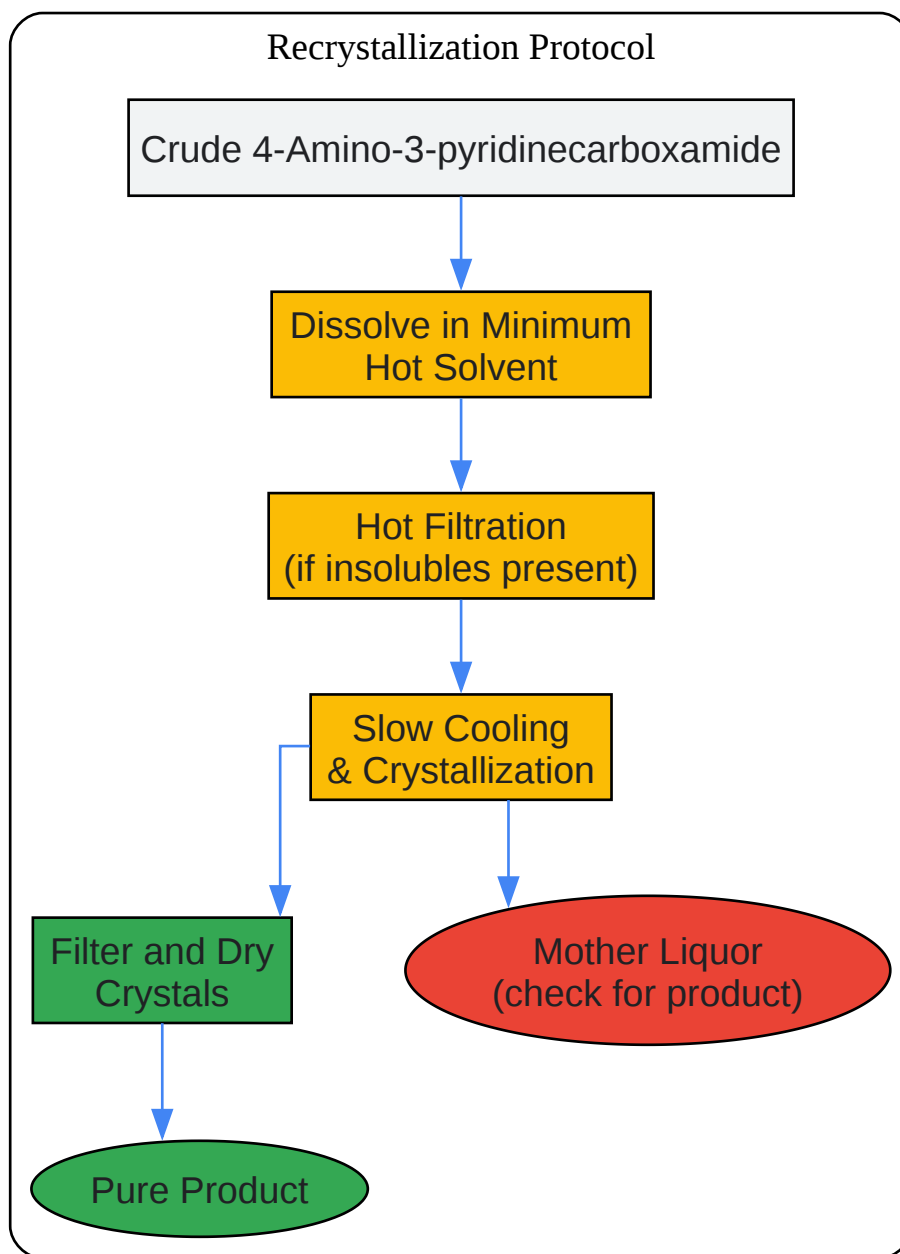 Recrystallization Protocol
Crude 4-Amino-3-pyridinecarboxamide
Dissolve in Minimum
Hot Solvent
Hot Filtration
(if insolubles present)
Slow Cooling
& Crystallization
Filter and Dry
Crystals
Mother Liquor
(check for product)
Pure Product